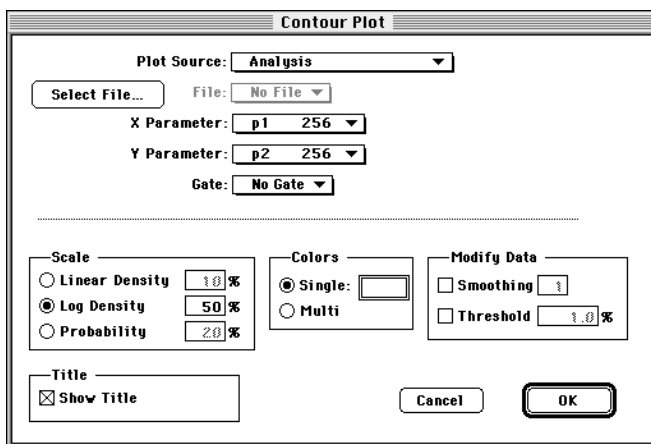 Contour Plot
Plot Source: Analysis
Select File... File: No File
X Parameter: p1 256
Y Parameter: p2 256
Gate: No Gate
Scale
Linear Density 10 %
Log Density 50 %
Probability 20 %
Colors
Single:
Multi
Modify Data
Smoothing 1
Threshold 1.0 %
Title
Show Title
Cancel OK